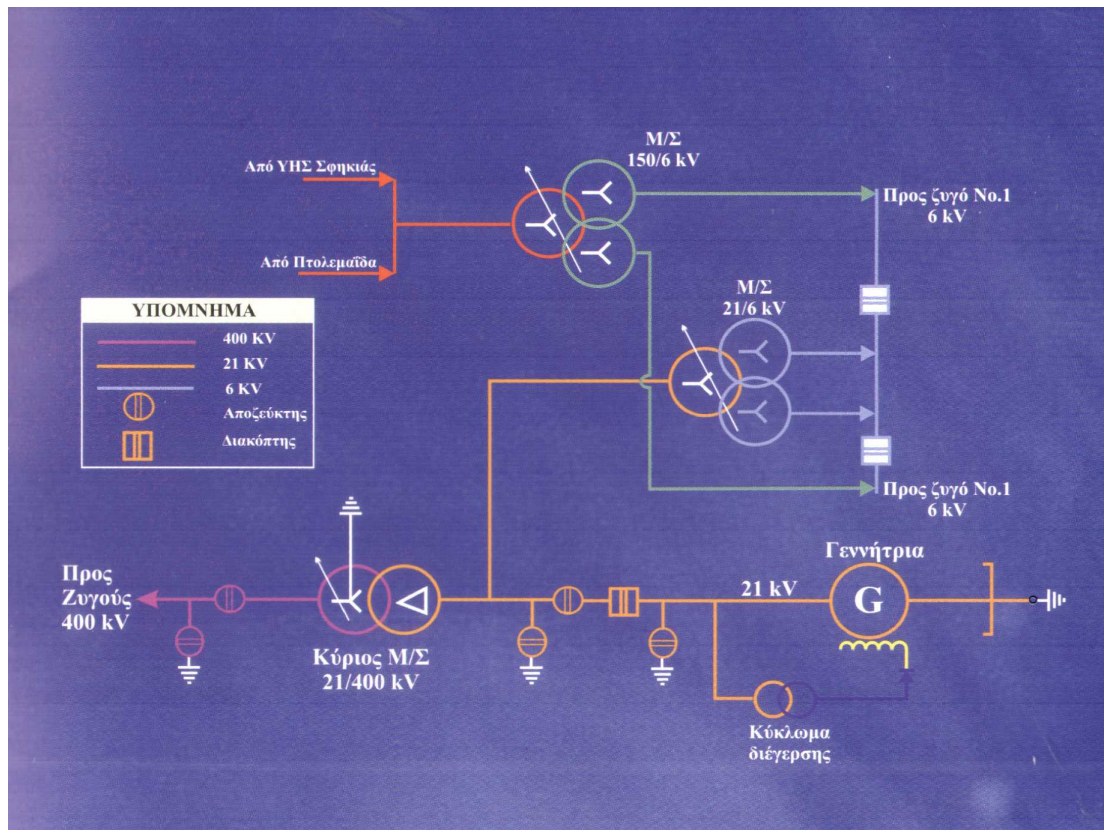 Μ/Σ
150/6 kV
Από ΥΗΣ Σφηκιάς
Προς ζυγό Νο.1
6 kV
Από Πτολεμαΐδα
Μ/Σ
21/6 kV
ΥΠΟΜΝΗΜΑ
400 KV
21 KV
6 KV
Αποζεύκτης
Διακόπτης
Προς ζυγό Νο.1
6 kV
Γεννήτρια
Προς
Ζυγούς
400 kV
21 kV
G
Κύριος Μ/Σ
21/400 kV
Κύκλωμα
διέγερσης